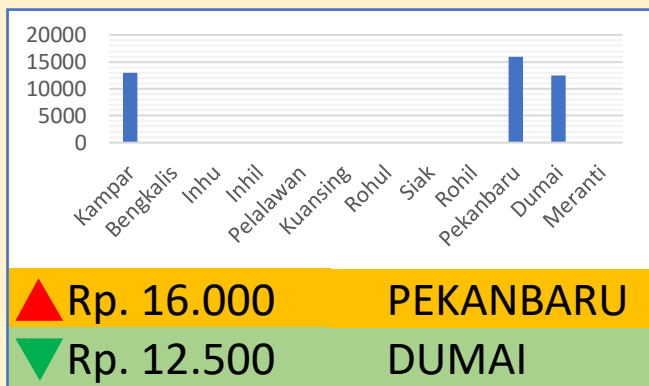 20000
15000
10000
5000
0
Kampar
Bengkalis
Inhu
Inhil
Pelalawan
Kuansing
Rohul
Siak
Rohil
Pekanbaru
Dumai
Meranti
Rp. 16.000 PEKANBARU
Rp. 12.500 DUMAI